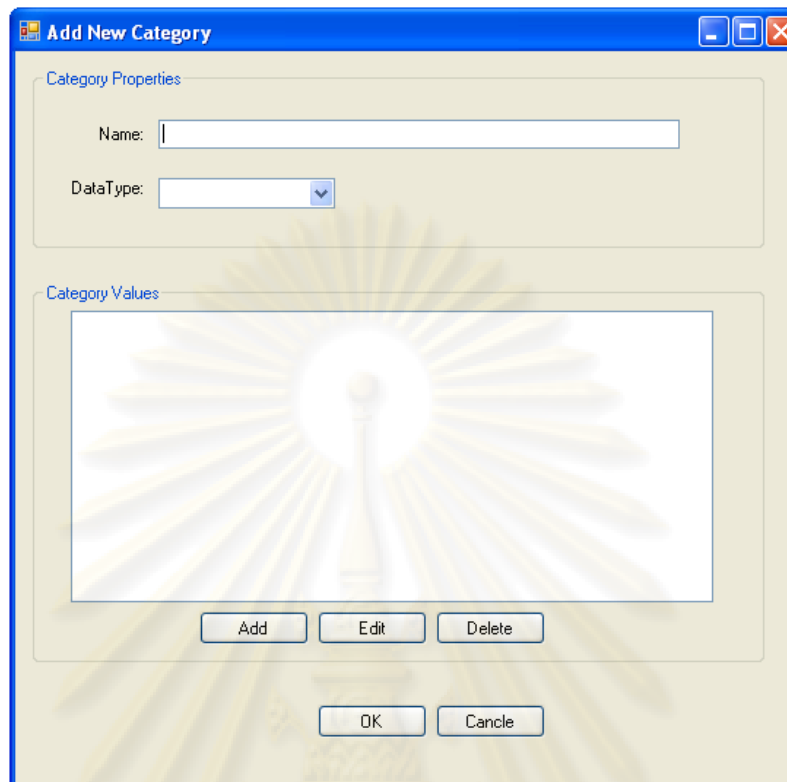 Add New Category
Category Properties
Name:
DataType:
Category Values
Add Edit Delete
OK Cancle